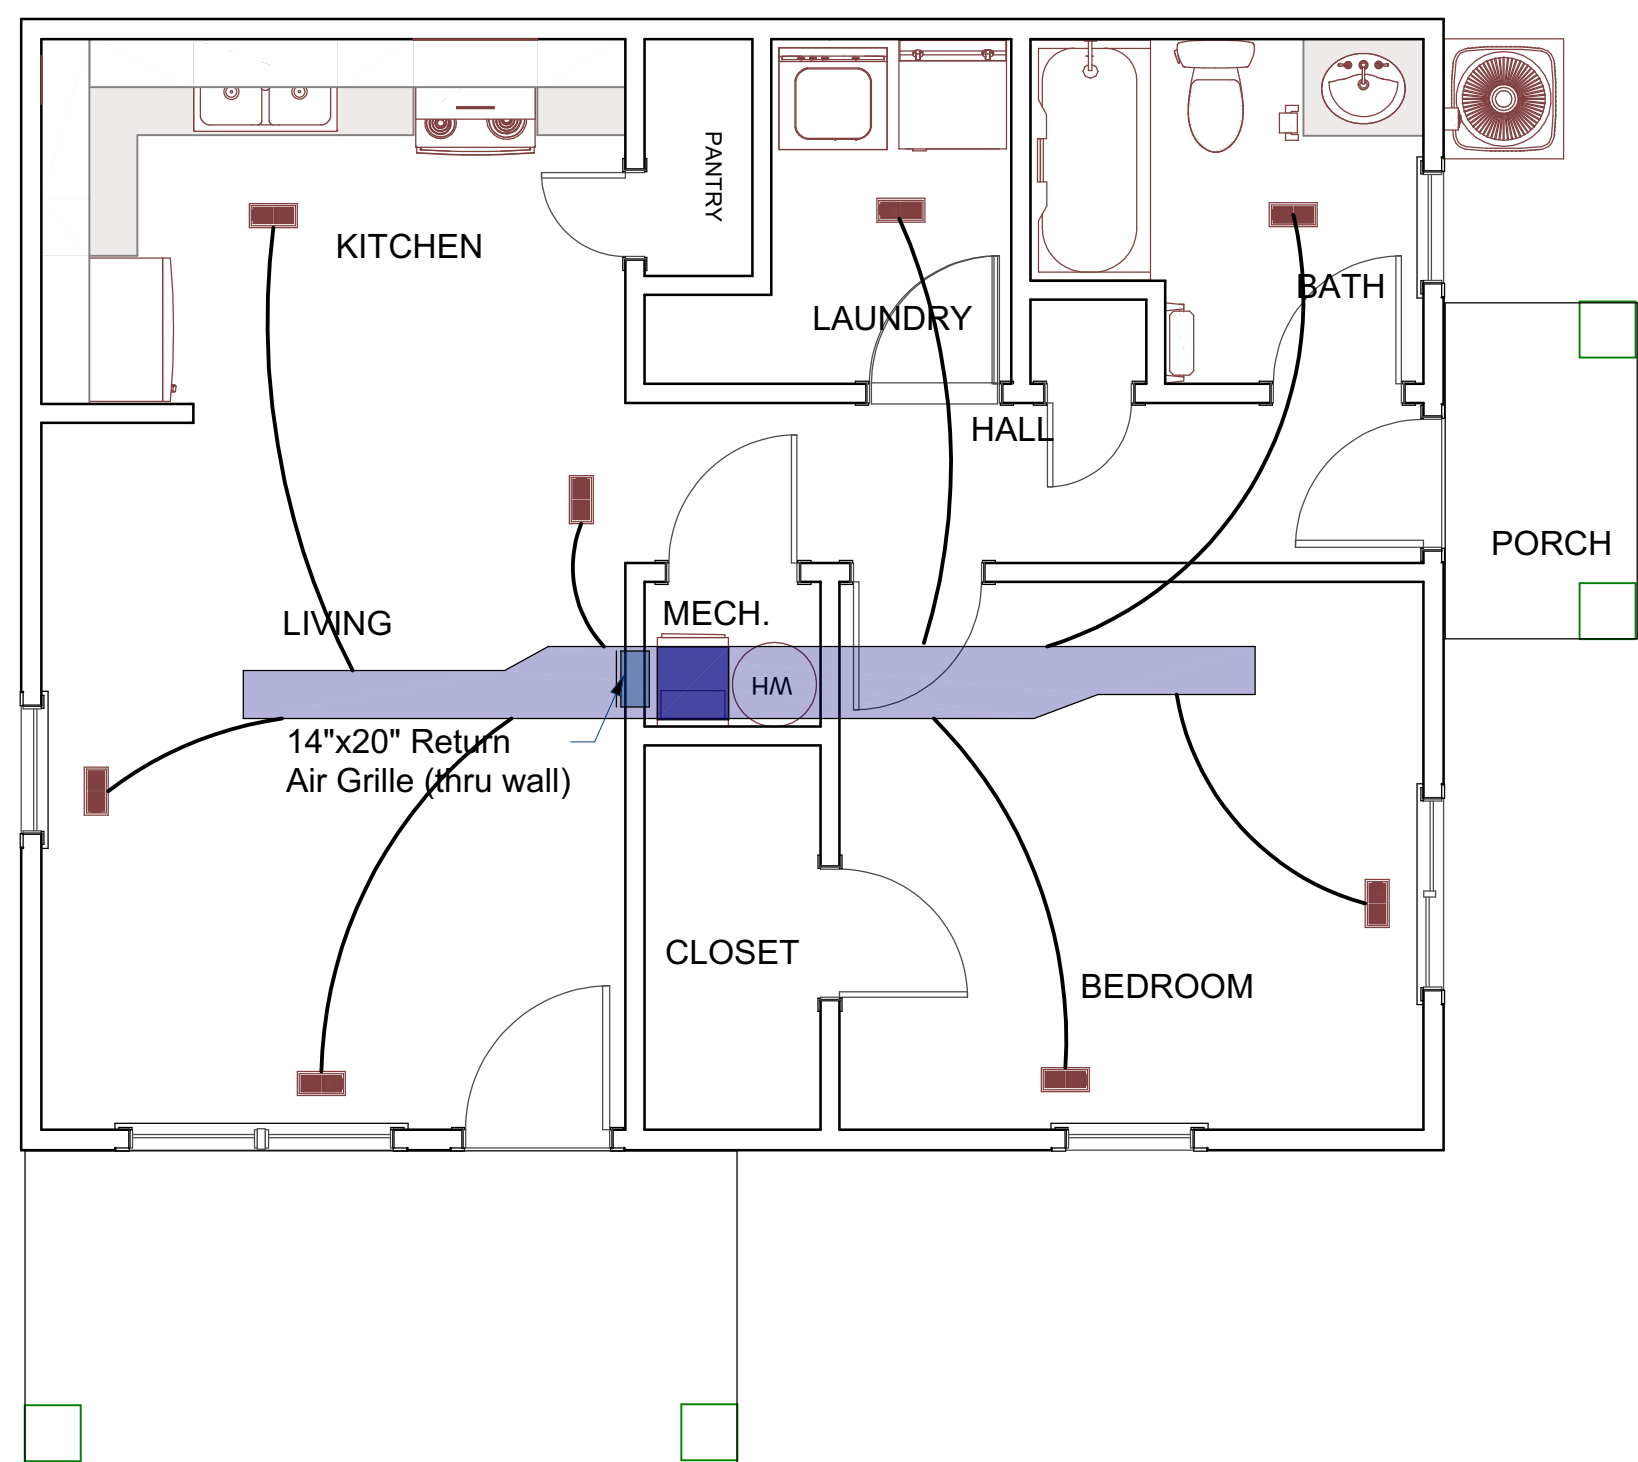 PANTRY
KITCHEN
BATH
LAUNDRY
HALL
PORCH
MECH.
LIVING
WH
14"x20" Return
Air Grille (thru wall)
CLOSET
BEDROOM